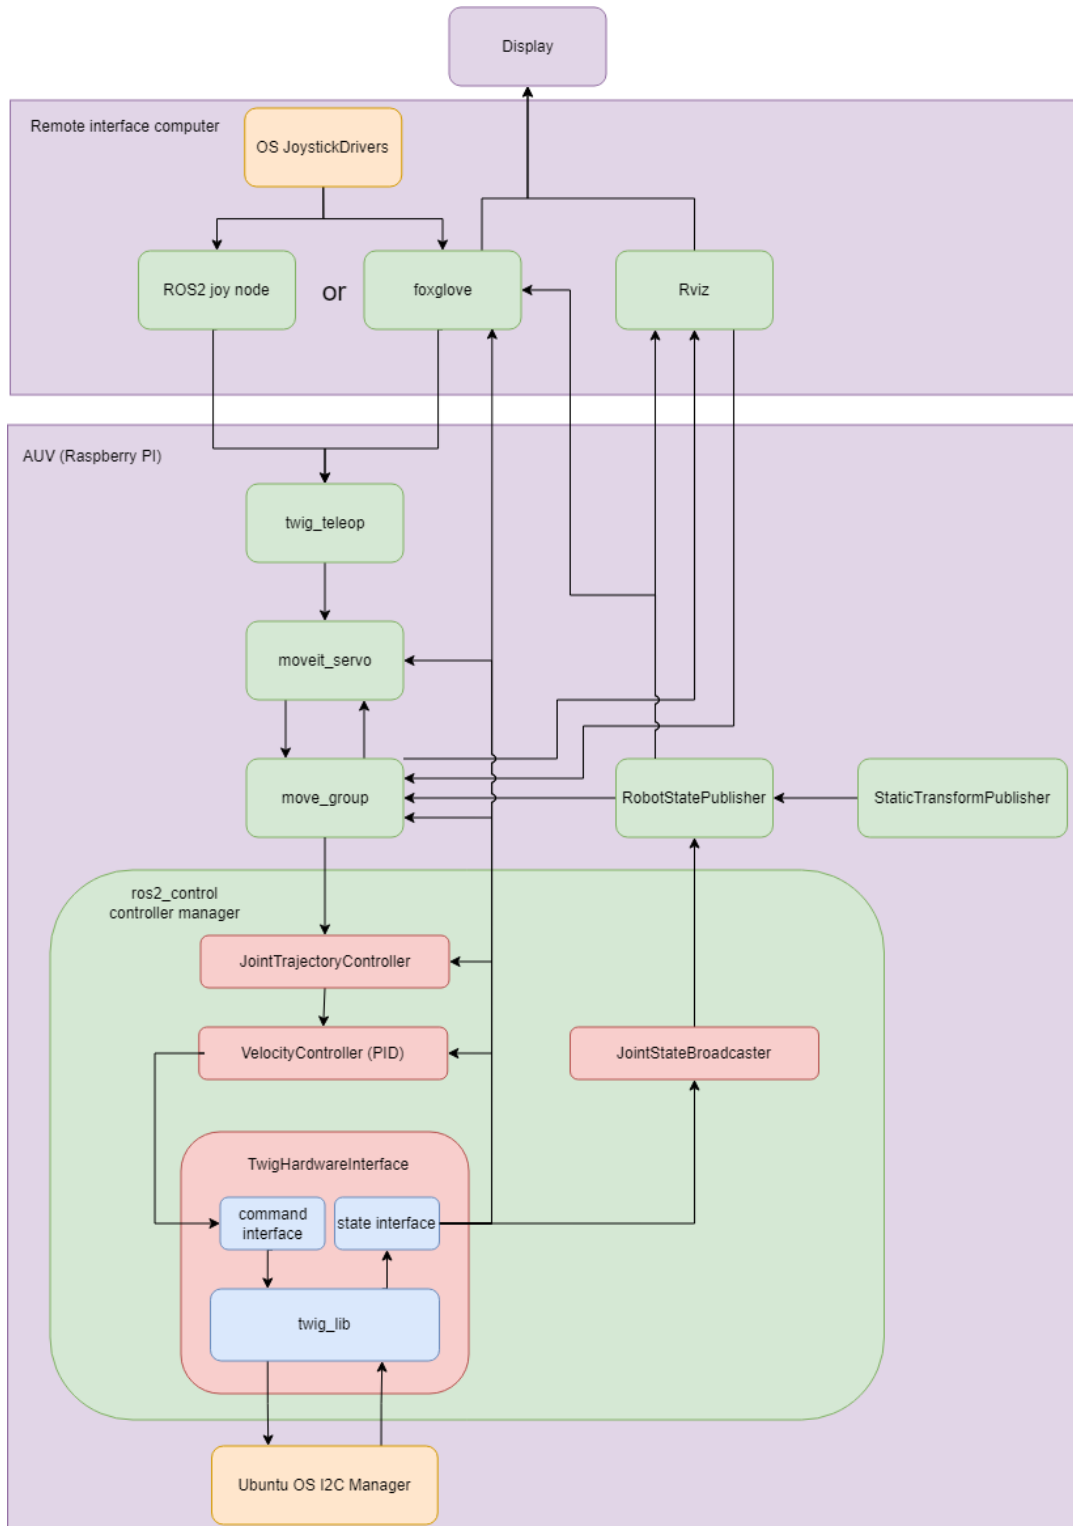 Display
Remote interface computer
OS JoystickDrivers
ROS2 joy node
or
foxglove
Rviz
AUV (Raspberry PI)
twig_teleop
moveit_servo
move_group
RobotStatePublisher
StaticTransformPublisher
ros2_control
controller manager
JointTrajectoryController
VelocityController (PID)
JointStateBroadcaster
TwigHardwareInterface
command
interface
state interface
twig_lib
Ubuntu OS I2C Manager